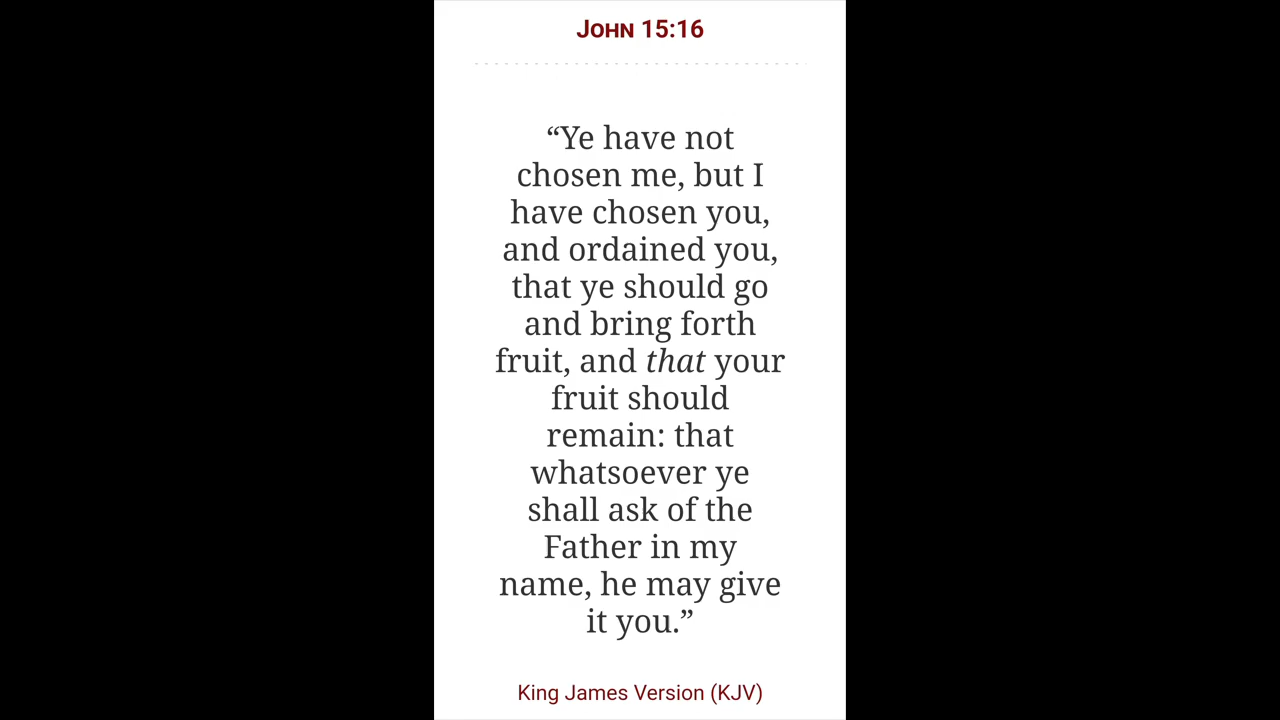 John 15:16
“Ye have not
chosen me, but I
have chosen you,
and ordained you,
that ye should go
and bring forth
fruit, and that your
fruit should
remain: that
whatsoever ye
shall ask of the
Father in my
name, he may give
it you.”
King James Version (KJV)